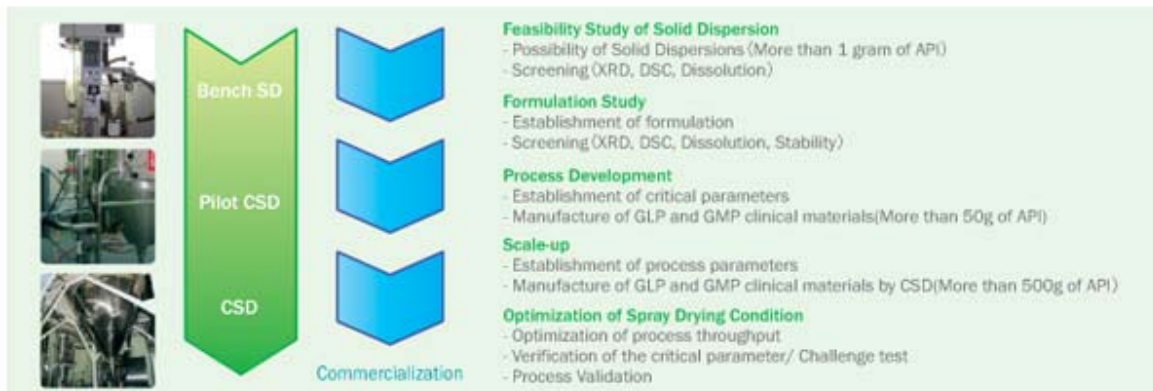 Bench SD
Pilot CSD
CSD
Commercialization
Feasibility Study of Solid Dispersion
- Possibility of Solid Dispersions (More than 1 gram of API)
- Screening (XRD, DSC, Dissolution)
Formulation Study
- Establishment of formulation
- Screening (XRD, DSC, Dissolution, Stability)
Process Development
- Establishment of critical parameters
- Manufacture of GLP and GMP clinical materials(More than 50g of API)
Scale-up
- Establishment of process parameters
- Manufacture of GLP and GMP clinical materials by CSD(More than 500g of API)
Optimization of Spray Drying Condition
- Optimization of process throughput
- Verification of the critical parameter/ Challenge test
- Process Validation